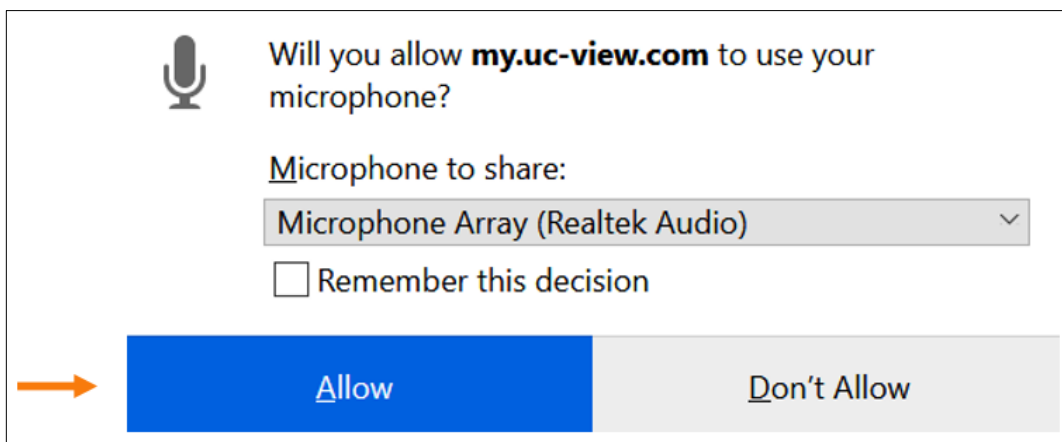 Will you allow my.uc-view.com to use your
microphone?
Microphone to share:
Microphone Array (Realtek Audio)
Remember this decision
Allow
Don’t Allow